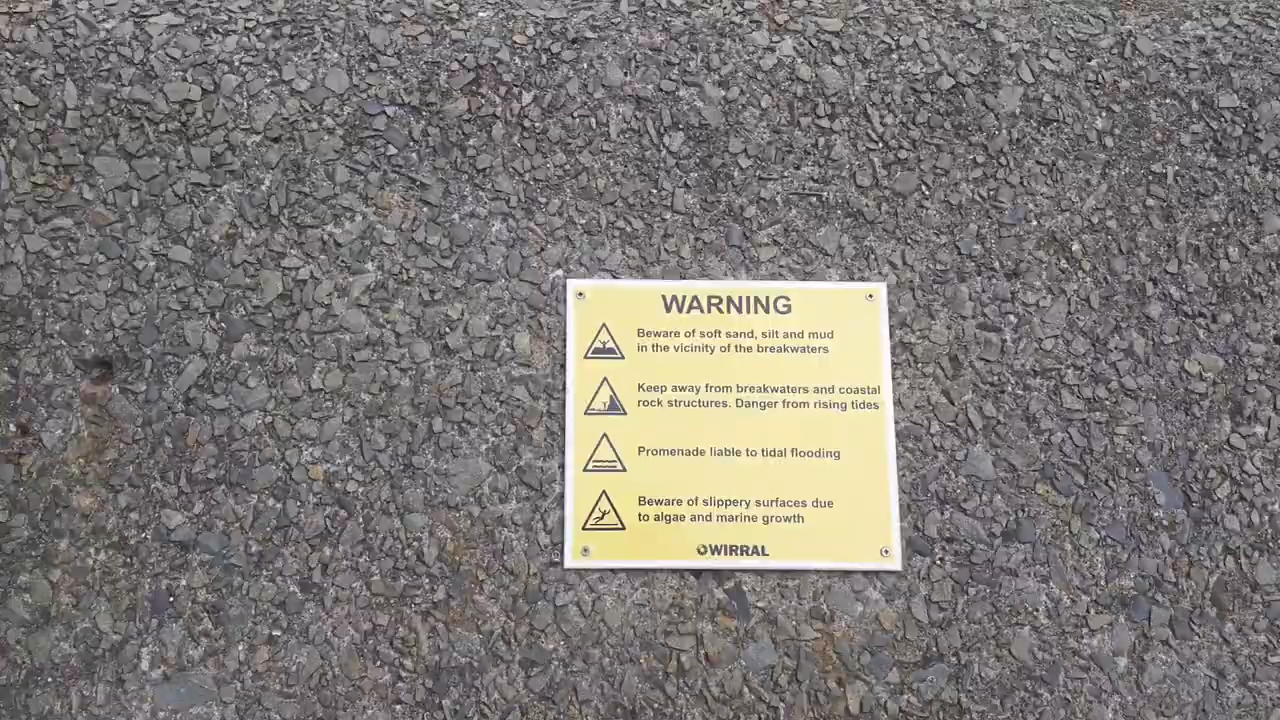 WARNING
Beware of soft sand, silt and mud
in the vicinity of the breakwaters
Keep away from breakwaters and coastal
rock structures. Danger from rising tides
Promenade liable to tidal flooding
Beware of slippery surfaces due
to algae and marine growth
WIRRAL